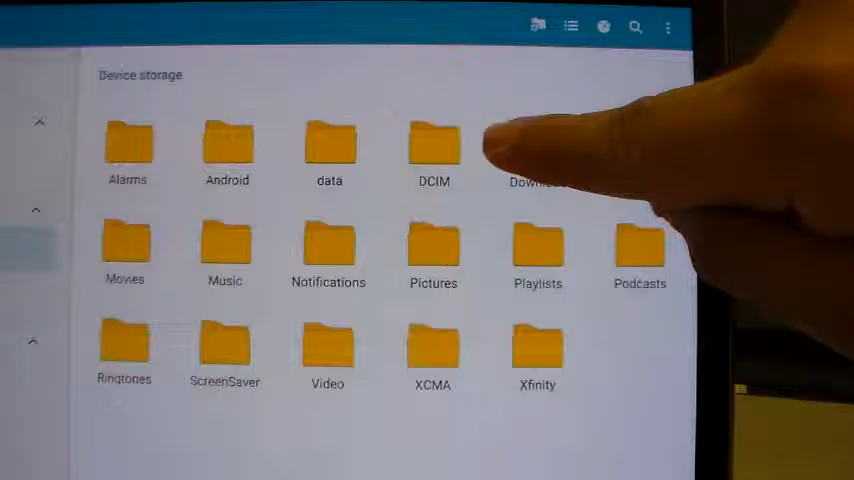 Device storage
Alarms Android data DCIM
Movies Music Notifications Pictures Playlists Podcasts
Ringtones ScreenSaver Video XCMA Xfinity